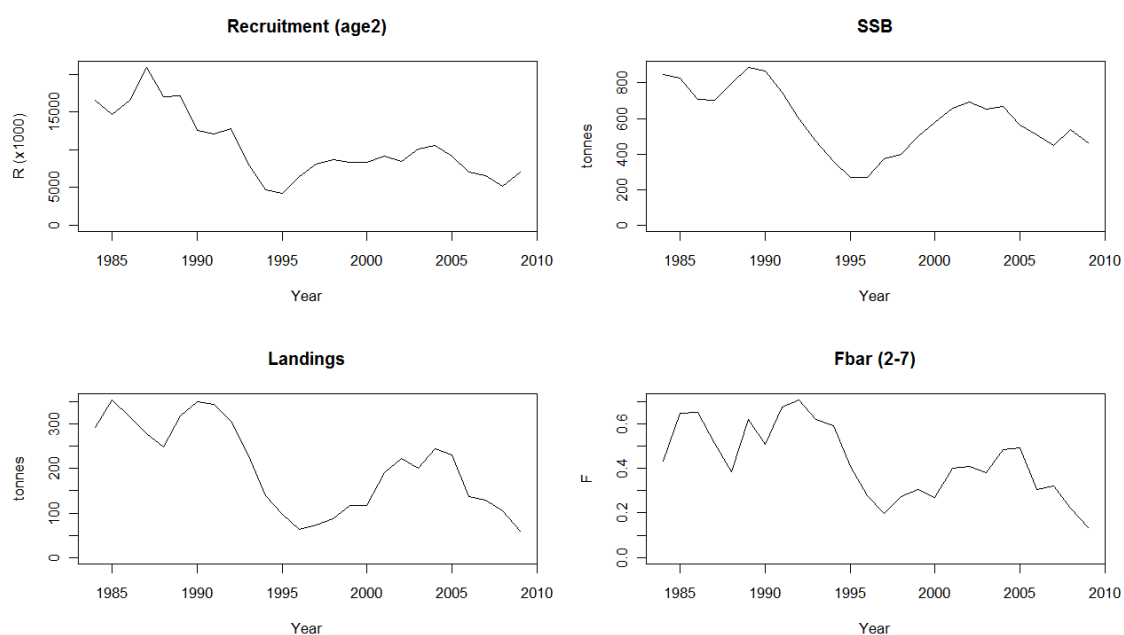 Recruitment (age2)
R (x1000)
15000
5000
0
1985 1990 1995 2000 2005 2010
Year
SSB
tonnes
800
600
400
200
0
1985 1990 1995 2000 2005 2010
Year
Landings
tonnes
300
200
100
0
1985 1990 1995 2000 2005 2010
Year
Fbar (2-7)
F
0.6
0.4
0.2
0.0
1985 1990 1995 2000 2005 2010
Year